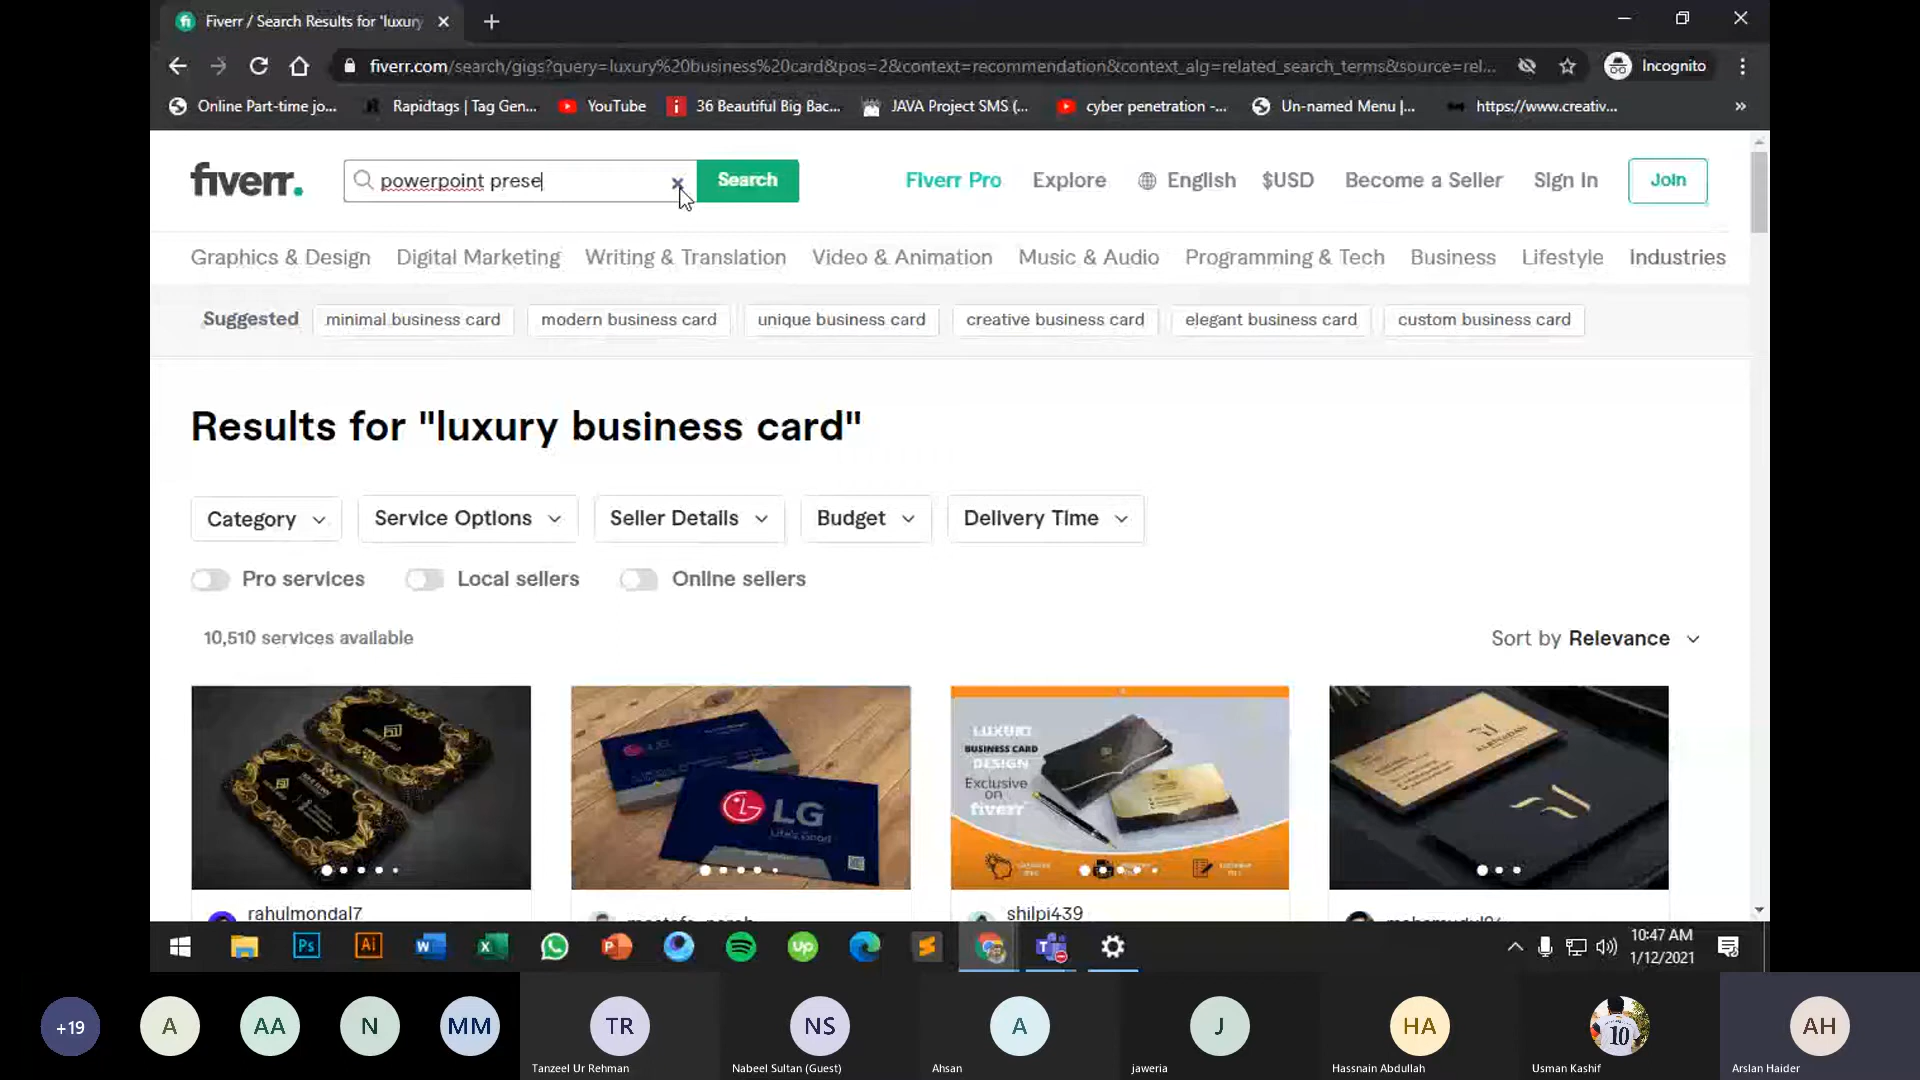 Fiverr / Search Results for 'luxury
fiverr.com/search/gigs?query=luxury%20business%20card&pos=2&context=recommendation&context_alg=related_search_terms&source=rel...
Incognito
Online Part-time jo...
Rapidtags | Tag Gen...
YouTube
36 Beautiful Big Bac...
JAVA Project SMS (...
cyber penetration -...
Un-named Menu |...
https://www.creativ...
»
fiverr.
powerpoint prese
Search
Fiverr Pro
Explore
English
$USD
Become a Seller
Sign In
Join
Graphics & Design
Digital Marketing
Writing & Translation
Video & Animation
Music & Audio
Programming & Tech
Business
Lifestyle
Industries
Suggested
minimal business card
modern business card
unique business card
creative business card
elegant business card
custom business card
Results for "luxury business card"
Category
Service Options
Seller Details
Budget
Delivery Time
Pro services
Local sellers
Online sellers
10,510 services available
Sort by Relevance
LG
Life's Good
LUXURY
BUSINESS CARD
DESIGN
Exclusive
on
fiverr
rahulmondal7
shilpi439
Ps
Ai
10:47 AM
1/12/2021
+19
A
AA
N
MM
TR
Tanzeel Ur Rehman
NS
Nabeel Sultan (Guest)
A
Ahsan
J
jaweria
HA
Hassnain Abdullah
10
Usman Kashif
AH
Arslan Haider